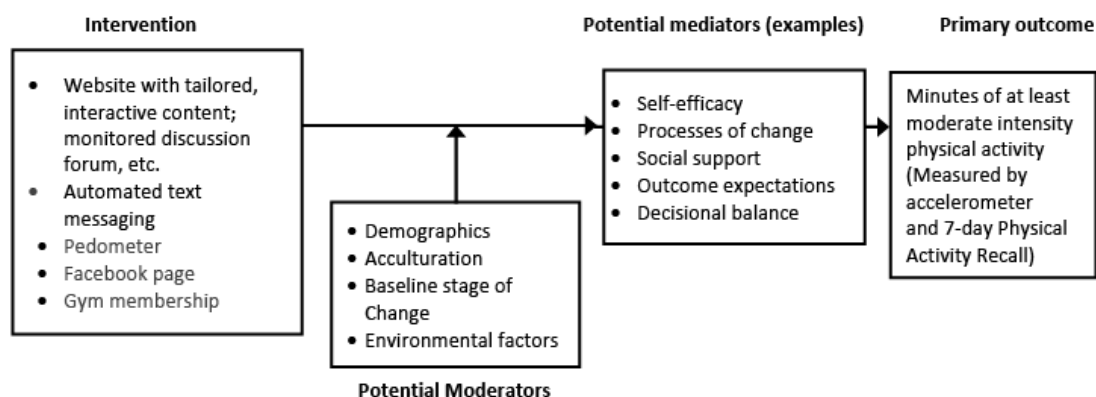 Intervention
• Website with tailored,
interactive content;
monitored discussion
forum, etc.
• Automated text
messaging
• Pedometer
• Facebook page
• Gym membership
• Demographics
• Acculturation
• Baseline stage of
Change
• Environmental factors
Potential Moderators
Potential mediators (examples)
• Self-efficacy
• Processes of change
• Social support
• Outcome expectations
• Decisional balance
Primary outcome
Minutes of at least
moderate intensity
physical activity
(Measured by
accelerometer
and 7-day Physical
Activity Recall)